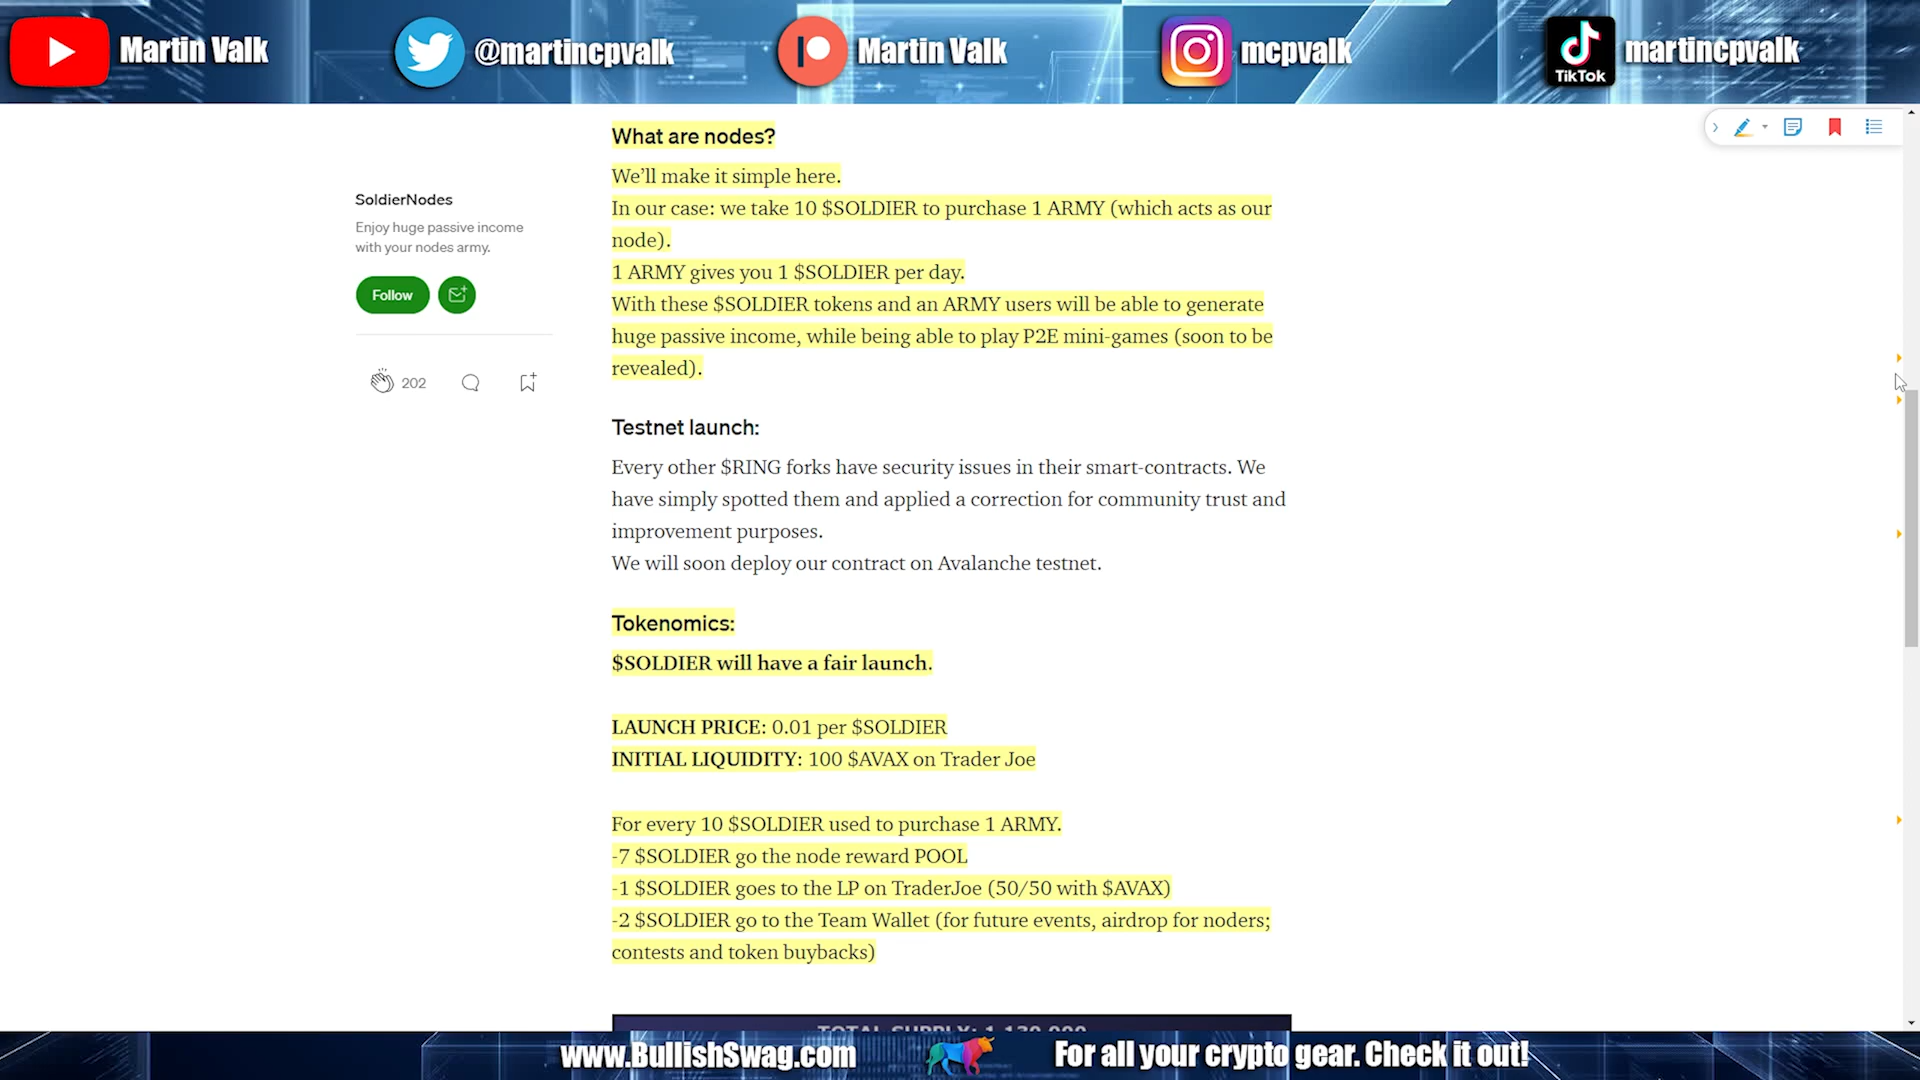 Martin Valk
@martincpvalk
Martin Valk
mcpvalk
TikTok
martincpvalk
What are nodes?
We'll make it simple here.
In our case: we take 10 $SOLDIER to purchase 1 ARMY (which acts as our
node).
1 ARMY gives you 1 $SOLDIER per day.
With these $SOLDIER tokens and an ARMY users will be able to generate
huge passive income, while being able to play P2E mini-games (soon to be
revealed).
SoldierNodes
Enjoy huge passive income
with your nodes army.
Follow
202
Testnet launch:
Every other $RING forks have security issues in their smart-contracts. We
have simply spotted them and applied a correction for community trust and
improvement purposes.
We will soon deploy our contract on Avalanche testnet.
Tokenomics:
$SOLDIER will have a fair launch.
LAUNCH PRICE: 0.01 per $SOLDIER
INITIAL LIQUIDITY: 100 $AVAX on Trader Joe
For every 10 $SOLDIER used to purchase 1 ARMY.
-7 $SOLDIER go the node reward POOL
-1 $SOLDIER goes to the LP on TraderJoe (50/50 with $AVAX)
-2 $SOLDIER go to the Team Wallet (for future events, airdrop for noders;
contests and token buybacks)
TOTAL SUPPLY: 1 130 000
www.BullishSwag.com
For all your crypto gear. Check it out!